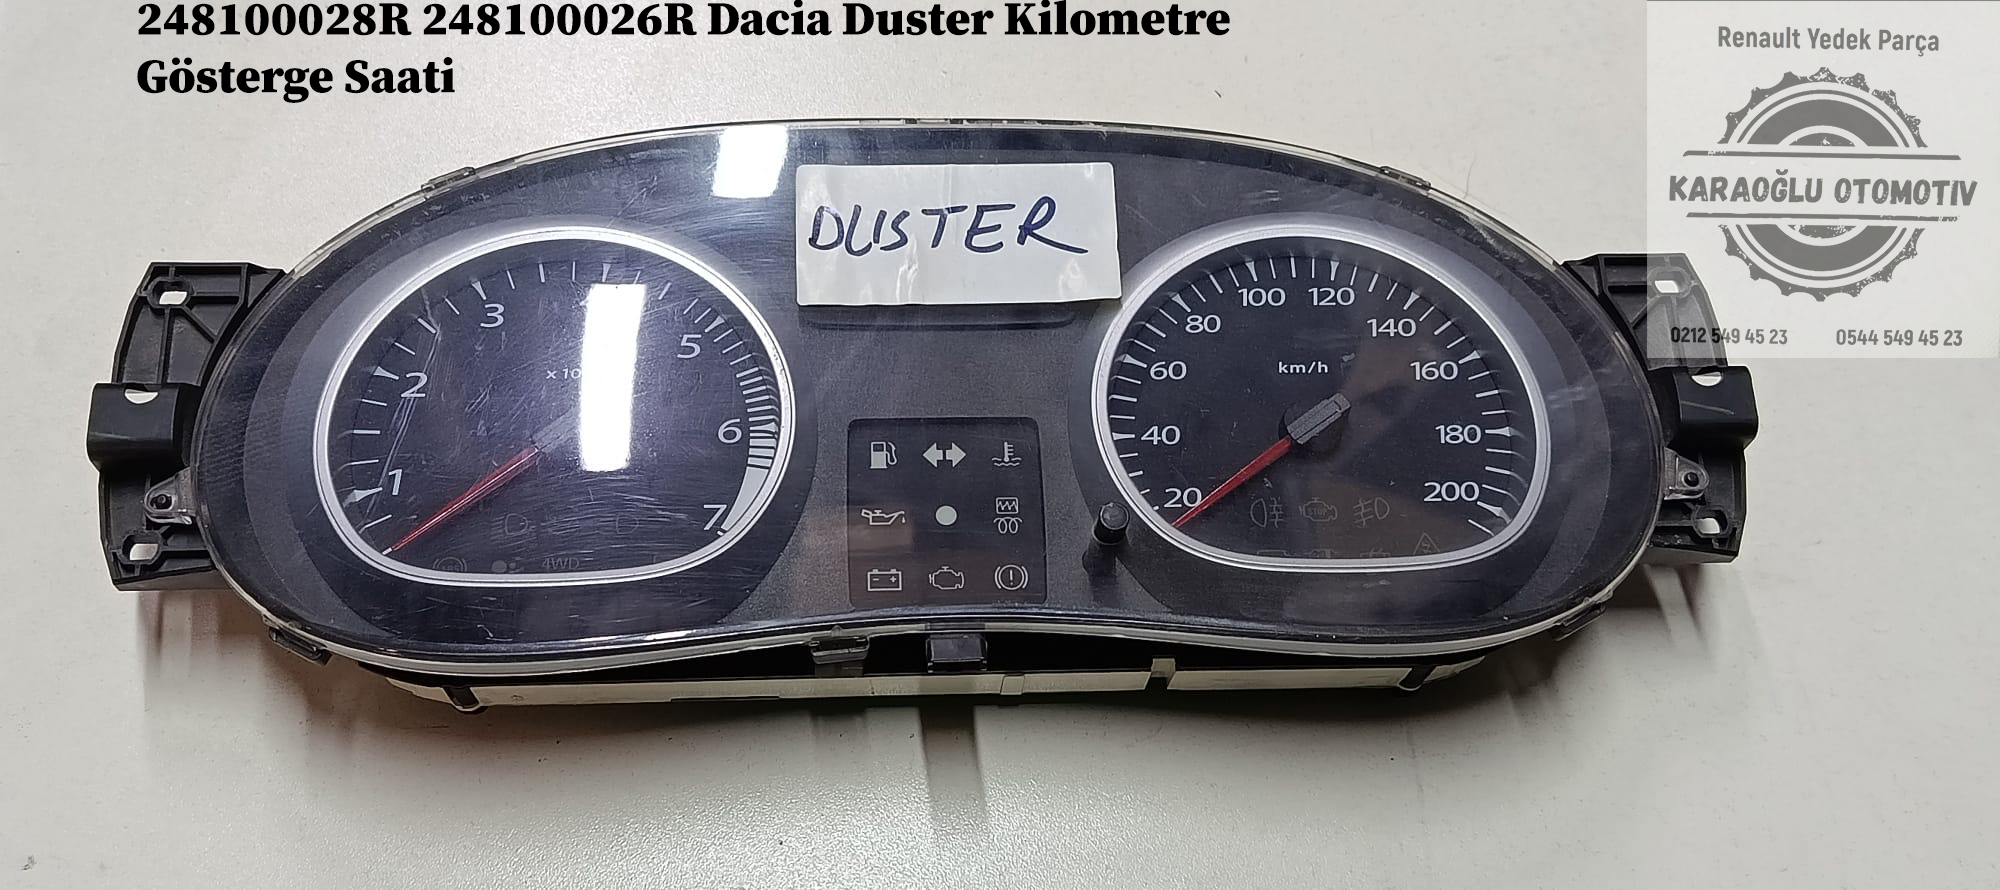 248100028R 248100026R Dacia Duster Kilometre
Gösterge Saati
Renault Yedek Parça
KARAOĞLU OTOMOTİV
0212 549 45 23 0544 549 45 23
DUSTER
1
2
3
5
6
7
x 10
4WD
20
40
60
80
100
120
140
160
180
200
km/h
STOP